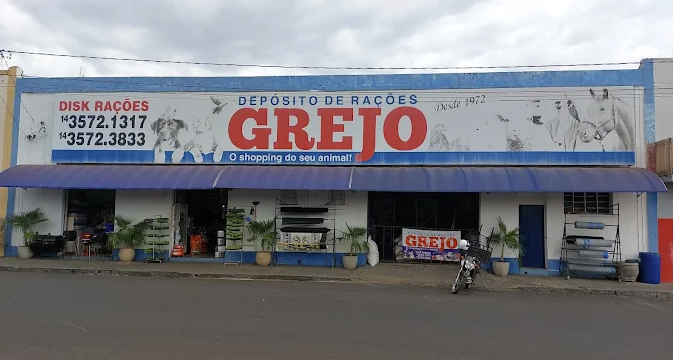 DISK RAÇÕES
14 3572.1317
14 3572.3833
DEPÓSITO DE RAÇÕES
GREJO
O shopping do seu animal!
Desde 1972
GREJO